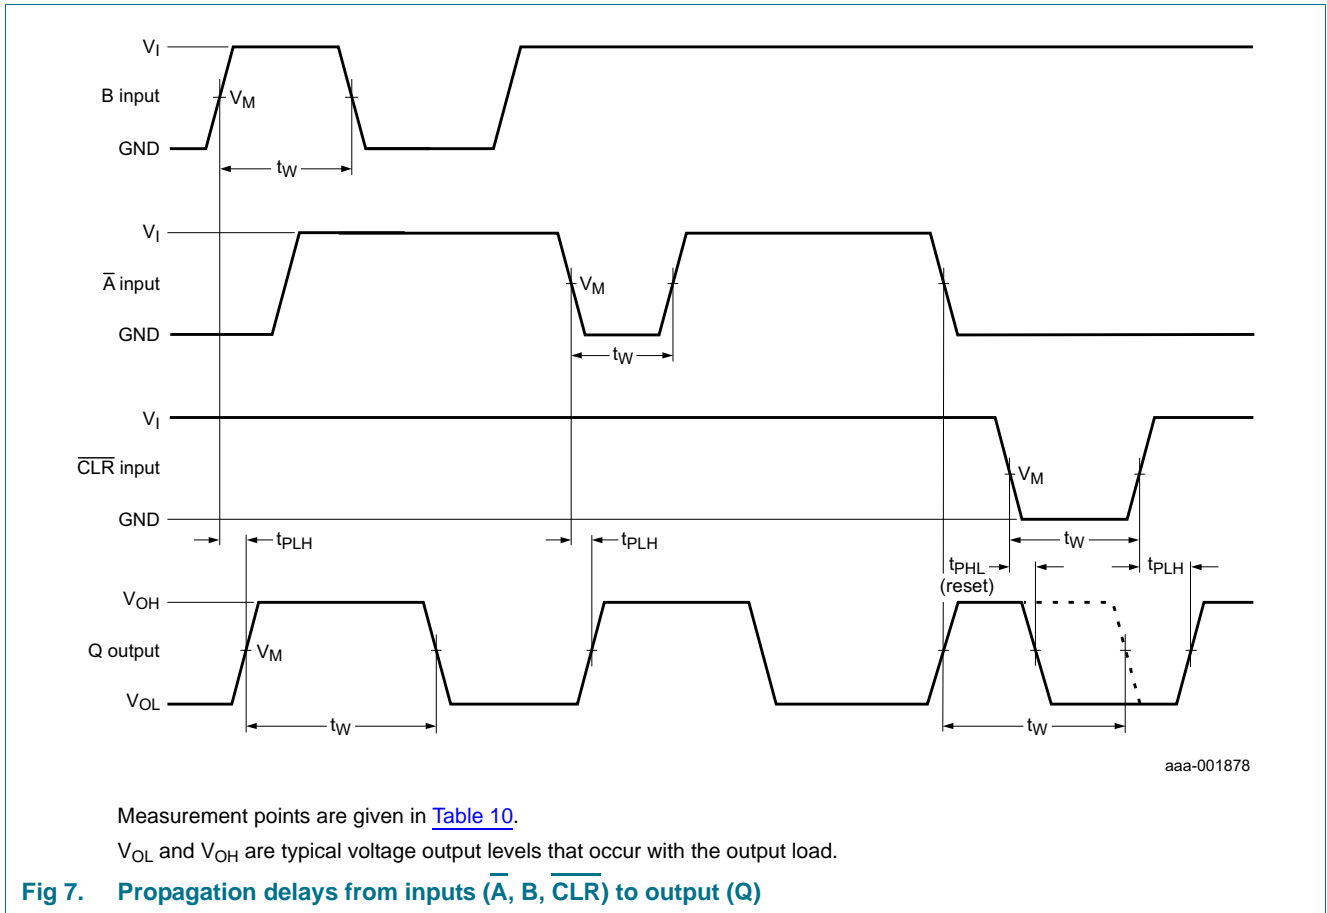 VI
B input
VM
GND
tW
VI
A̅ input
VM
GND
tW
VI
C̅L̅R̅ input
VM
GND
tPLH
tPLH
tW
tPHL
(reset)
tPLH
VOH
Q output
VM
VOL
tW
tW
aaa-001878
Measurement points are given in Table 10.
VOL and VOH are typical voltage output levels that occur with the output load.
Fig 7. Propagation delays from inputs (A̅, B, C̅L̅R̅) to output (Q)